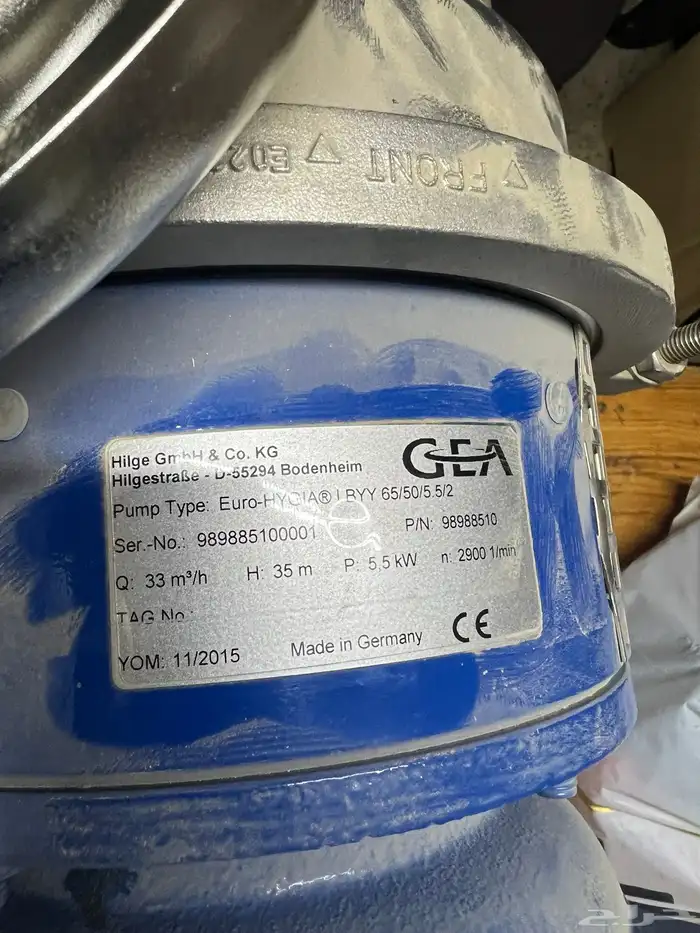 FRONT
Hilge GmbH & Co. KG
Hilgestraße - D-55294 Bodenheim
GEA
Pump Type: Euro-HYGIA® I BYY 65/50/5.5/2
Ser.-No.: 989885100001
P/N: 98988510
Q: 33 m³/h H: 35 m P: 5,5 kW n: 2900 1/min
TAG No.:
YOM: 11/2015 Made in Germany CE
حراج